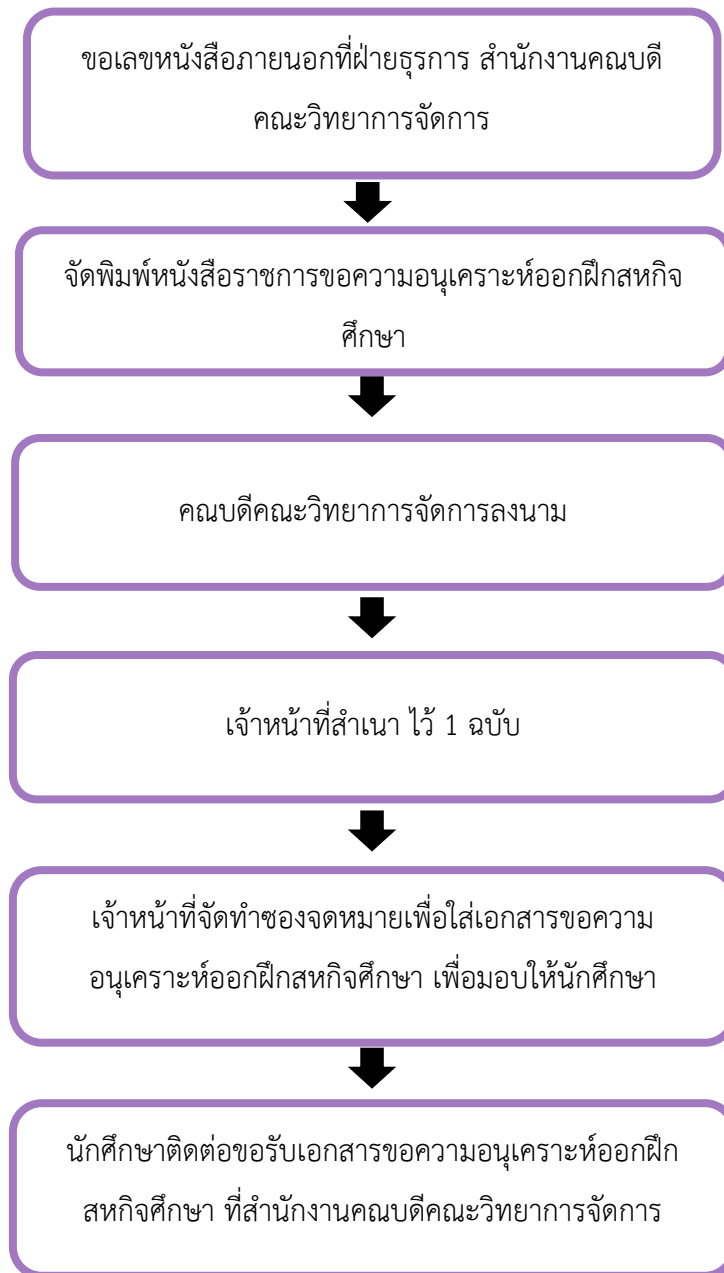 ขอเลขหนังสือภายนอกที่ฝ่ายธุรการ สำนักงานคณบดี
คณะวิทยาการจัดการ
จัดพิมพ์หนังสือราชการขอความอนุเคราะห์ออกฝึกสหกิจ
ศึกษา
คณบดีคณะวิทยาการจัดการลงนาม
เจ้าหน้าที่สำเนา ไว้ 1 ฉบับ
เจ้าหน้าที่จัดทำซองจดหมายเพื่อใส่เอกสารขอความ
อนุเคราะห์ออกฝึกสหกิจศึกษา เพื่อมอบให้นักศึกษา
นักศึกษาติดต่อขอรับเอกสารขอความอนุเคราะห์ออกฝึก
สหกิจศึกษา ที่สำนักงานคณบดีคณะวิทยาการจัดการ